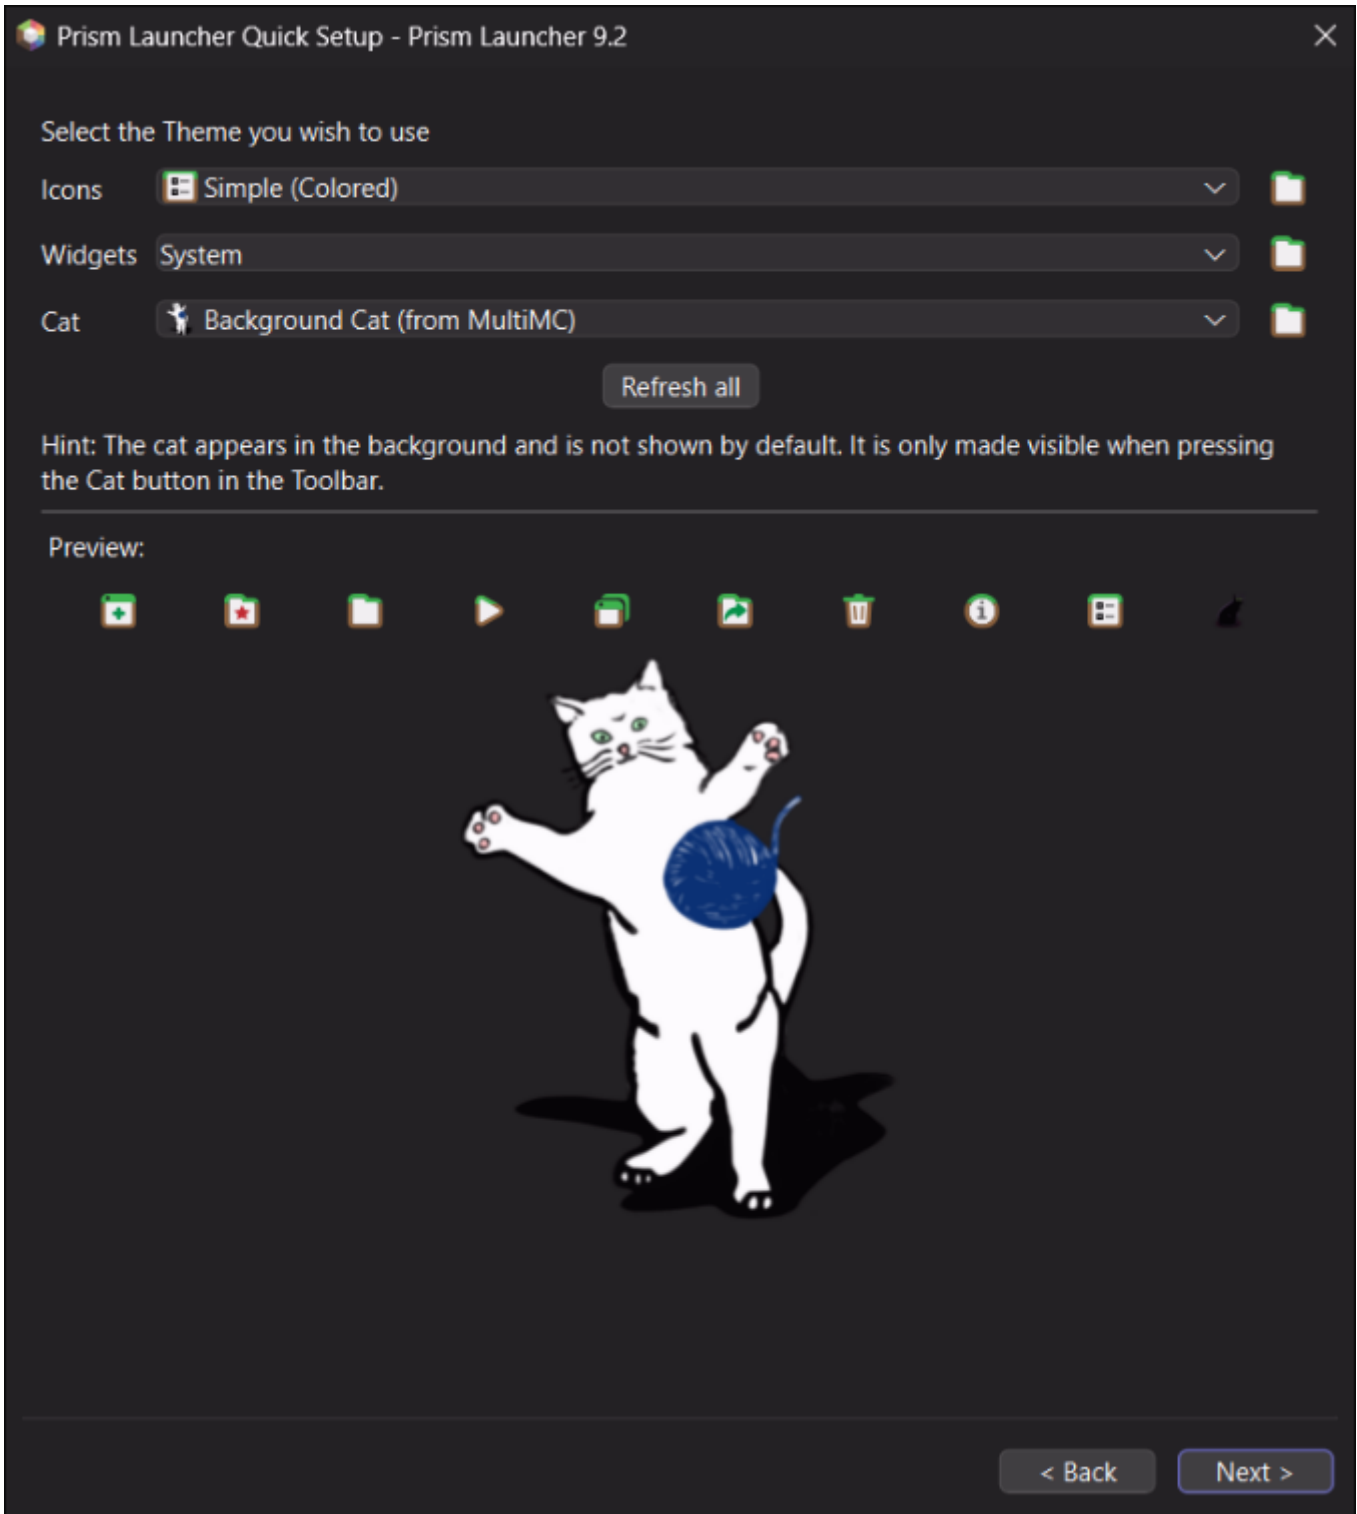 Prism Launcher Quick Setup - Prism Launcher 9.2
Select the Theme you wish to use
Icons Simple (Colored)
Widgets System
Cat Background Cat (from MultiMC)
Refresh all
Hint: The cat appears in the background and is not shown by default. It is only made visible when pressing
the Cat button in the Toolbar.
Preview:
< Back Next >